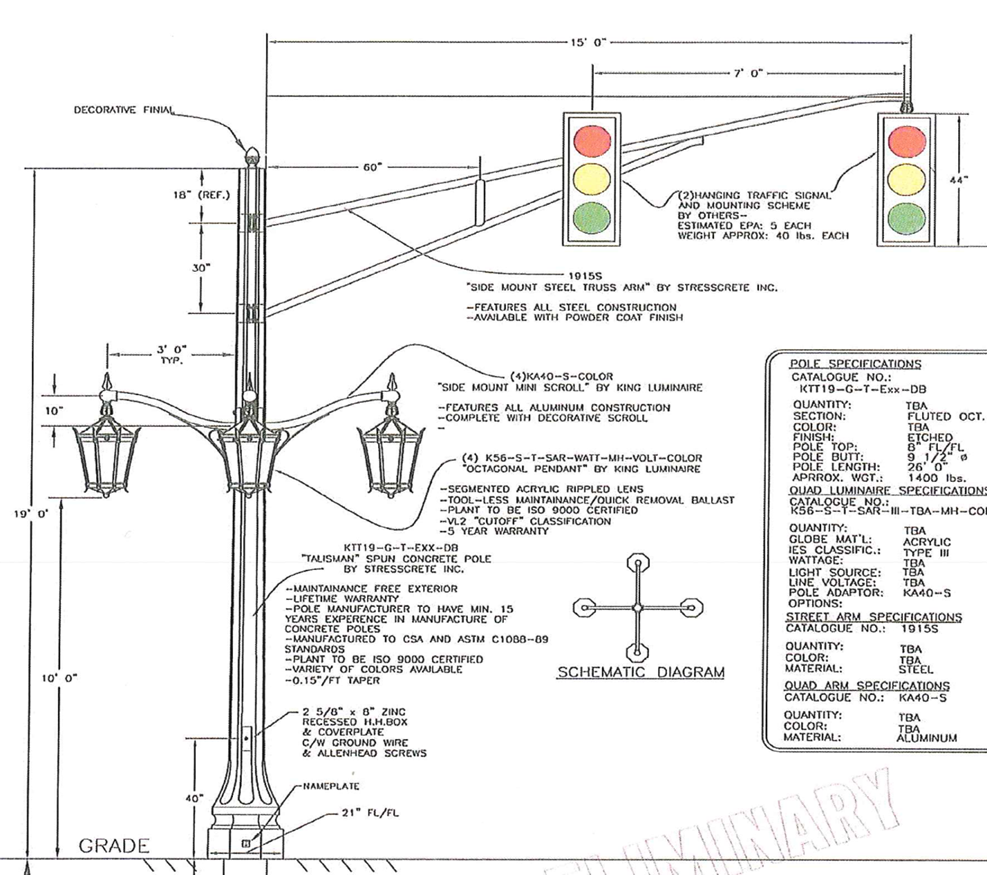 15' 0"
7' 0"
DECORATIVE FINIAL
60"
18" (REF.)
44"
(2)HANGING TRAFFIC SIGNAL
AND MOUNTING SCHEME
BY OTHERS-
ESTIMATED EPA: 5 EACH
WEIGHT APPROX: 40 lbs. EACH
30"
1915S
"SIDE MOUNT STEEL TRUSS ARM" BY STRESSCRETE INC.
-FEATURES ALL STEEL CONSTRUCTION
-AVAILABLE WITH POWDER COAT FINISH
3' 0"
TYP.
10"
(4)KA40-S-COLOR
"SIDE MOUNT MINI SCROLL" BY KING LUMINAIRE
-FEATURES ALL ALUMINUM CONSTRUCTION
-COMPLETE WITH DECORATIVE SCROLL
-
(4) K56-S-T-SAR-WATT-MH-VOLT-COLOR
"OCTAGONAL PENDANT" BY KING LUMINAIRE
-SEGMENTED ACRYLIC RIPPLED LENS
-TOOL-LESS MAINTAINANCE/QUICK REMOVAL BALLAST
-PLANT TO BE ISO 9000 CERTIFIED
-VL2 "CUTOFF" CLASSIFICATION
-5 YEAR WARRANTY
19' 0"
KTT19-G-T-EXX-DB
"TALISMAN" SPUN CONCRETE POLE
BY STRESSCRETE INC.
-MAINTAINANCE FREE EXTERIOR
-LIFETIME WARRANTY
-POLE MANUFACTURER TO HAVE MIN. 15
YEARS EXPERENCE IN MANUFACTURE OF
CONCRETE POLES
-MANUFACTURED TO CSA AND ASTM C1088-89
STANDARDS
-PLANT TO BE ISO 9000 CERTIFIED
-VARIETY OF COLORS AVAILABLE
-0.15"/FT TAPER
10' 0"
SCHEMATIC DIAGRAM
2 5/8" x 8" ZINC
RECESSED H.H.BOX
& COVERPLATE
C/W GROUND WIRE
& ALLENHEAD SCREWS
40"
NAMEPLATE
21" FL/FL
GRADE
POLE SPECIFICATIONS
CATALOGUE NO.:
KTT19-G-T-Exx-DB
QUANTITY: TBA
SECTION: FLUTED OCT.
COLOR: TBA
FINISH: ETCHED
POLE TOP: 8" FL/FL
POLE BUTT: 9 1/2" ø
POLE LENGTH: 26' 0"
APRROX. WGT.: 1400 lbs.
QUAD LUMINAIRE SPECIFICATIONS
CATALOGUE NO.:
K56-S-T-SAR-III-TBA-MH-COL
QUANTITY: TBA
GLOBE MAT'L: ACRYLIC
IES CLASSIFIC.: TYPE III
WATTAGE: TBA
LIGHT SOURCE: TBA
LINE VOLTAGE: TBA
POLE ADAPTOR: KA40-S
OPTIONS:
STREET ARM SPECIFICATIONS
CATALOGUE NO.: 1915S
QUANTITY: TBA
COLOR: TBA
MATERIAL: STEEL
QUAD ARM SPECIFICATIONS
CATALOGUE NO.: KA40-S
QUANTITY: TBA
COLOR: TBA
MATERIAL: ALUMINUM
LIMINARY